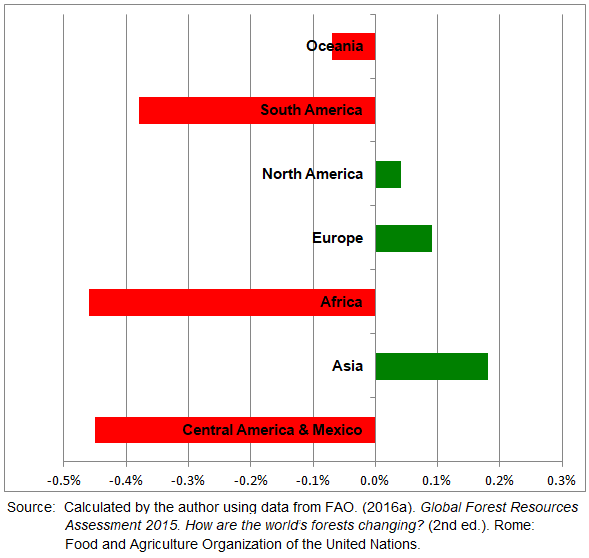 Oceania
South America
North America
Europe
Africa
Asia
Central America & Mexico
-0.5% -0.4% -0.3% -0.2% -0.1% 0.0% 0.1% 0.2% 0.3%
Source: Calculated by the author using data from FAO. (2016a). Global Forest Resources
Assessment 2015. How are the world's forests changing? (2nd ed.). Rome:
Food and Agriculture Organization of the United Nations.